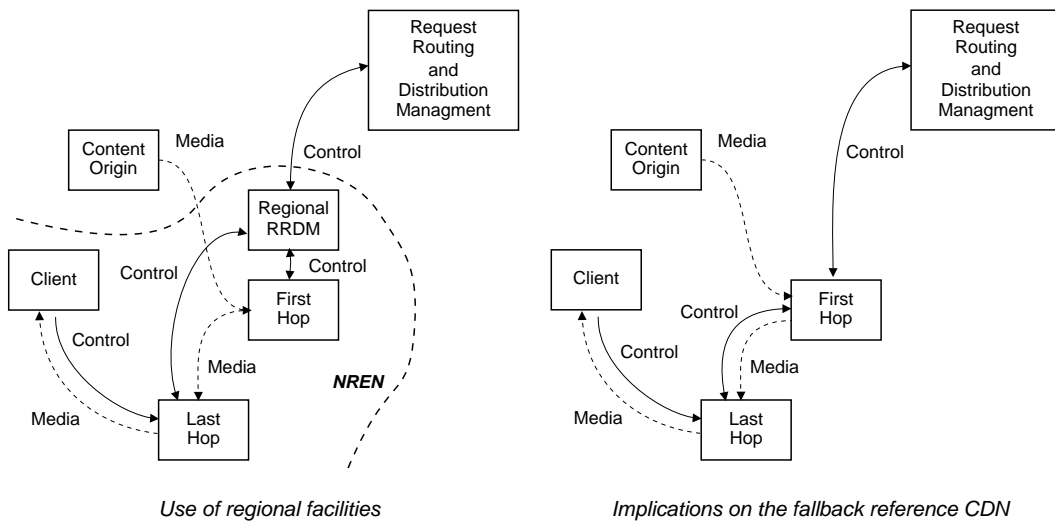 Request
Routing
and
Distribution
Managment
Media
Content
Origin
Control
Regional
RRDM
Control
Control
Client
First
Hop
Control
Media
NREN
Media
Last
Hop
Use of regional facilities
Request
Routing
and
Distribution
Managment
Media
Content
Origin
Control
Client
First
Hop
Control
Control
Media
Media
Last
Hop
Implications on the fallback reference CDN